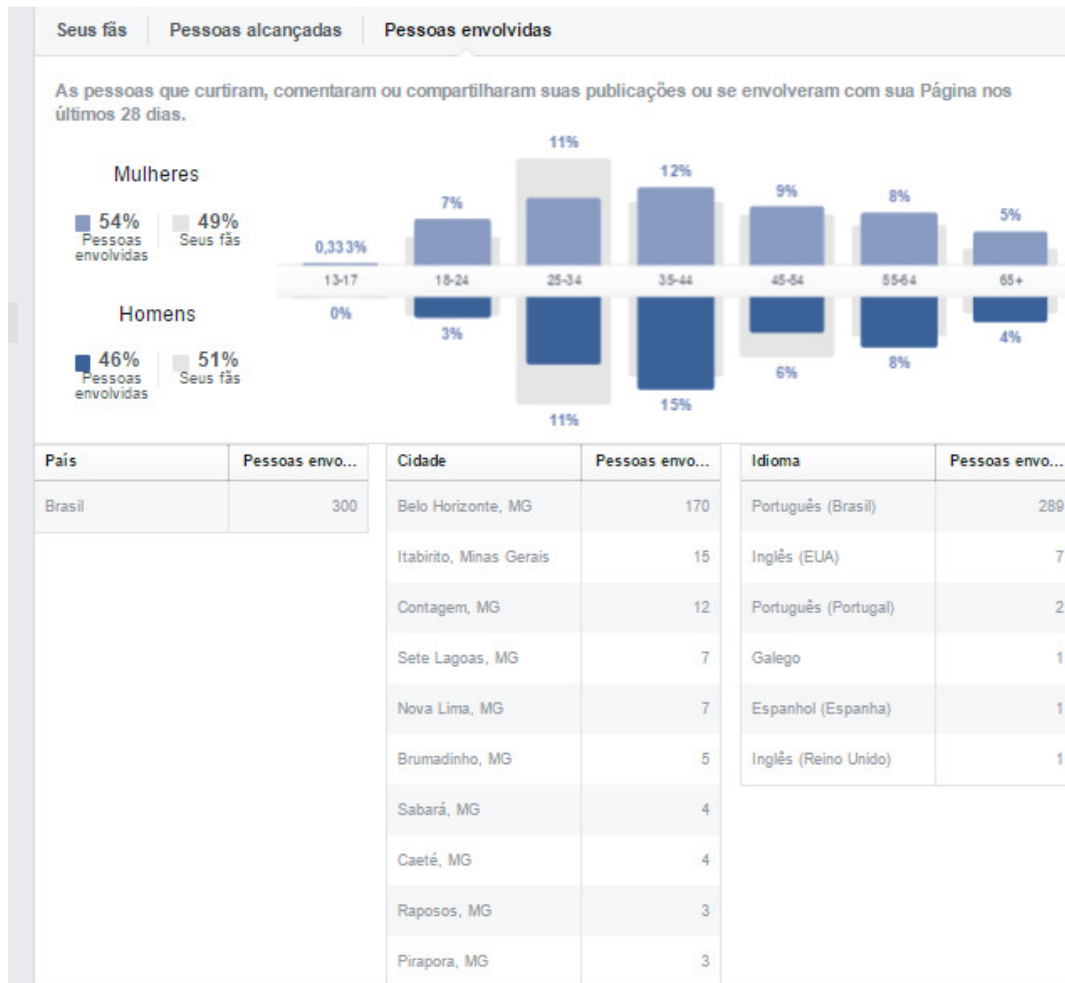 Seus fãs Pessoas alcançadas Pessoas envolvidas
As pessoas que curtiram, comentaram ou compartilharam suas publicações ou se envolveram com sua Página nos
últimos 28 dias.
Mulheres
54% 49%
Pessoas Seus fãs
envolvidas
0,333% 7% 11% 12% 9% 8% 5%
13-17 18-24 25-34 35-44 45-54 55-64 65+
Homens
46% 51%
Pessoas Seus fãs
envolvidas
0% 3% 11% 15% 6% 8% 4%
País Pessoas envo... Cidade Pessoas envo... Idioma Pessoas envo...
Brasil 300 Belo Horizonte, MG 170 Português (Brasil) 289
Itabirito, Minas Gerais 15 Inglês (EUA) 7
Contagem, MG 12 Português (Portugal) 2
Sete Lagoas, MG 7 Galego 1
Nova Lima, MG 7 Espanhol (Espanha) 1
Brumadinho, MG 5 Inglês (Reino Unido) 1
Sabará, MG 4
Caeté, MG 4
Raposos, MG 3
Pirapora, MG 3